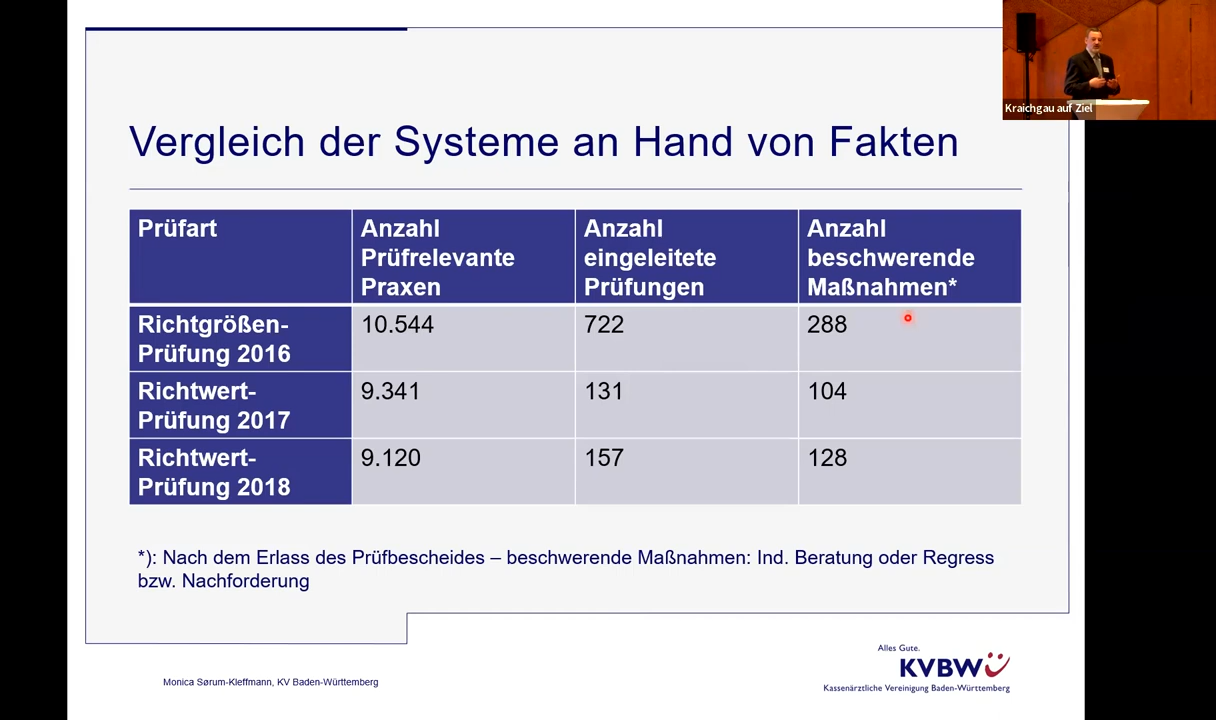 Kraichgau auf Ziel
Vergleich der Systeme an Hand von Fakten
Prüfart
Anzahl
Prüfrelevante
Praxen
Anzahl
eingeleitete
Prüfungen
Anzahl
beschwerende
Maßnahmen*
Richtgrößen-
Prüfung 2016
10.544
722
288
Richtwert-
Prüfung 2017
9.341
131
104
Richtwert-
Prüfung 2018
9.120
157
128
*): Nach dem Erlass des Prüfbescheides – beschwerende Maßnahmen: Ind. Beratung oder Regress
bzw. Nachforderung
Monica Sørum-Kleffmann, KV Baden-Württemberg
Alles Gute.
KVBW
Kassenärztliche Vereinigung Baden-Württemberg